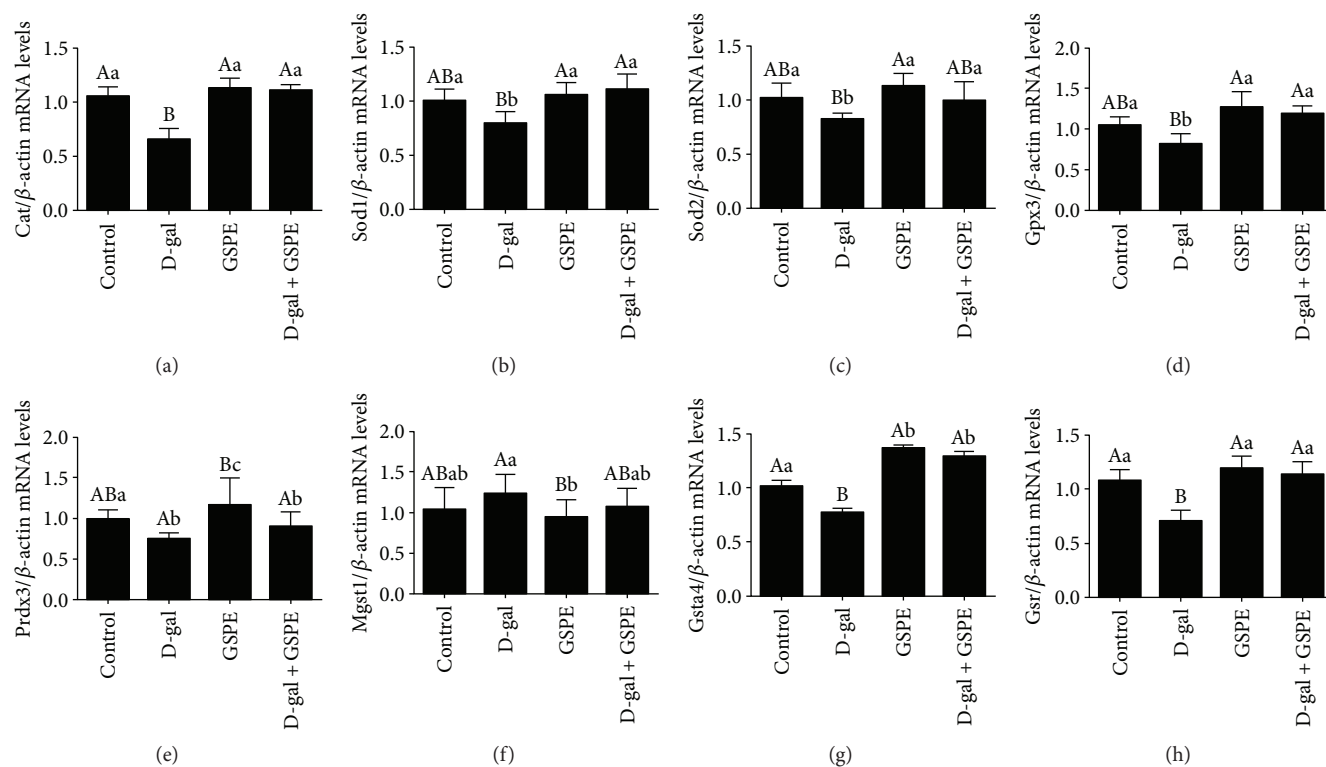 Cat/β-actin mRNA levels
1.5
1.0
0.5
0.0
Aa
B
Aa
Aa
Control
D-gal
GSPE
D-gal + GSPE
(a)
Sod1/β-actin mRNA levels
1.5
1.0
0.5
0.0
ABa
Bb
Aa
Aa
Control
D-gal
GSPE
D-gal + GSPE
(b)
Sod2/β-actin mRNA levels
1.5
1.0
0.5
0.0
ABa
Bb
Aa
ABa
Control
D-gal
GSPE
D-gal + GSPE
(c)
Gpx3/β-actin mRNA levels
2.0
1.5
1.0
0.5
0.0
ABa
Bb
Aa
Aa
Control
D-gal
GSPE
D-gal + GSPE
(d)
Prdx3/β-actin mRNA levels
2.0
1.5
1.0
0.5
0.0
ABa
Ab
Bc
Ab
Control
D-gal
GSPE
D-gal + GSPE
(e)
Mgst1/β-actin mRNA levels
2.0
1.5
1.0
0.5
0.0
ABab
Aa
Bb
ABab
Control
D-gal
GSPE
D-gal + GSPE
(f)
Gsta4/β-actin mRNA levels
1.5
1.0
0.5
0.0
Aa
B
Ab
Ab
Control
D-gal
GSPE
D-gal + GSPE
(g)
Gsr/β-actin mRNA levels
1.5
1.0
0.5
0.0
Aa
B
Aa
Aa
Control
D-gal
GSPE
D-gal + GSPE
(h)